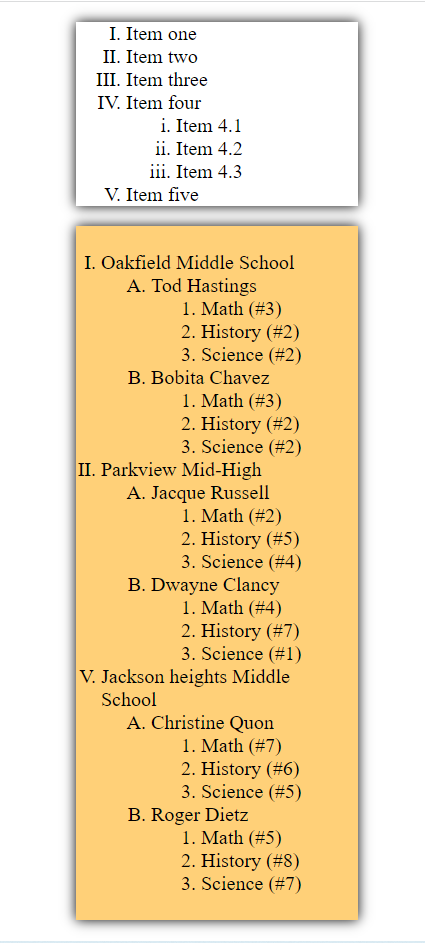 I. Item one
II. Item two
III. Item three
IV. Item four
i. Item 4.1
ii. Item 4.2
iii. Item 4.3
V. Item five
I. Oakfield Middle School
A. Tod Hastings
1. Math (#3)
2. History (#2)
3. Science (#2)
B. Bobita Chavez
1. Math (#3)
2. History (#2)
3. Science (#2)
II. Parkview Mid-High
A. Jacque Russell
1. Math (#2)
2. History (#5)
3. Science (#4)
B. Dwayne Clancy
1. Math (#4)
2. History (#7)
3. Science (#1)
V. Jackson heights Middle
School
A. Christine Quon
1. Math (#7)
2. History (#6)
3. Science (#5)
B. Roger Dietz
1. Math (#5)
2. History (#8)
3. Science (#7)